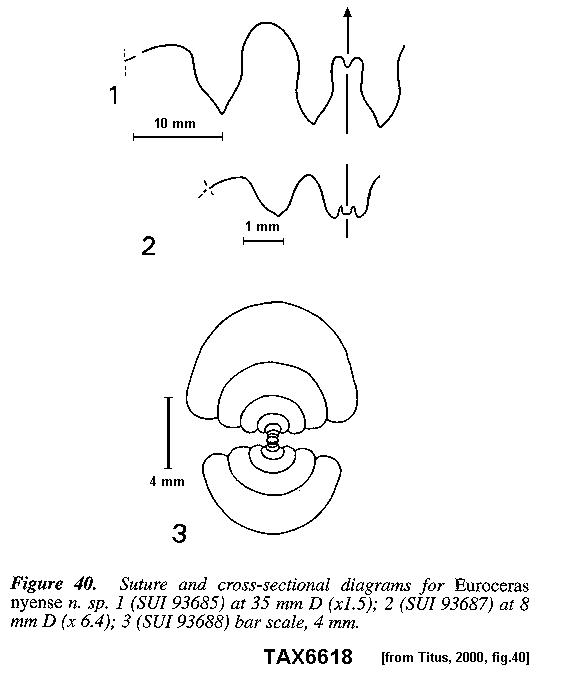 1
10 mm
1 mm
2
4 mm
3
Figure 40. Suture and cross-sectional diagrams for Euroceras
nyense n. sp. 1 (SUI 93685) at 35 mm D (x1.5); 2 (SUI 93687) at 8
mm D (x 6.4); 3 (SUI 93688) bar scale, 4 mm.
TAX6618 [from Titus, 2000, fig.40]